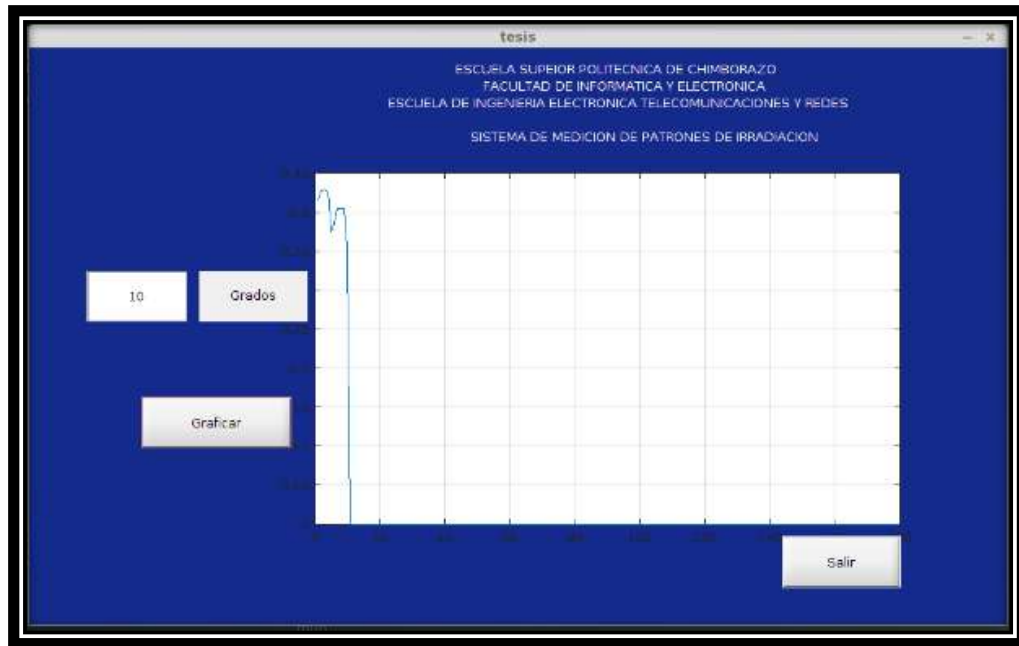 tesis
ESCUELA SUPEIOR POLITECNICA DE CHIMBORAZO
FACULTAD DE INFORMATICA Y ELECTRONICA
ESCUELA DE INGENIERIA ELECTRONICA TELECOMUNICACIONES Y REDES
SISTEMA DE MEDICION DE PATRONES DE IRRADIACION
10
Grados
Graficar
Salir